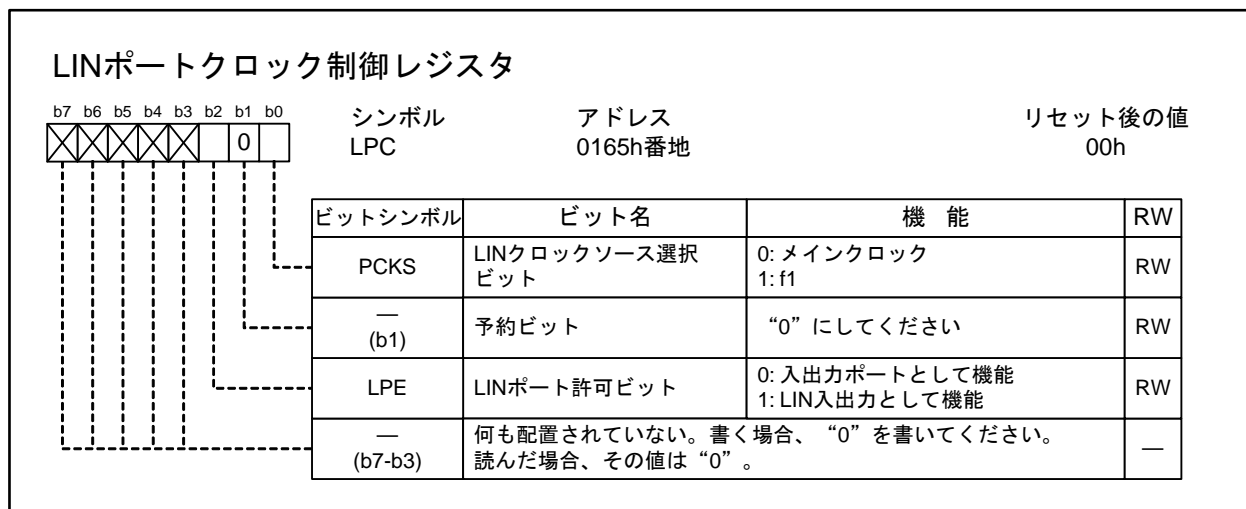 LINポートクロック制御レジスタ
b7 b6 b5 b4 b3 b2 b1 b0
0
シンボル アドレス リセット後の値
LPC 0165h番地 00h
ビットシンボル ビット名 機 能 RW
PCKS LINクロックソース選択ビット 0: メインクロック RW
1: f1
— (b1) 予約ビット “0”にしてください RW
LPE LINポート許可ビット 0: 入出力ポートとして機能 RW
1: LIN入出力として機能
— (b7-b3) 何も配置されていない。書く場合、“0”を書いてください。 —
読んだ場合、その値は“0”。